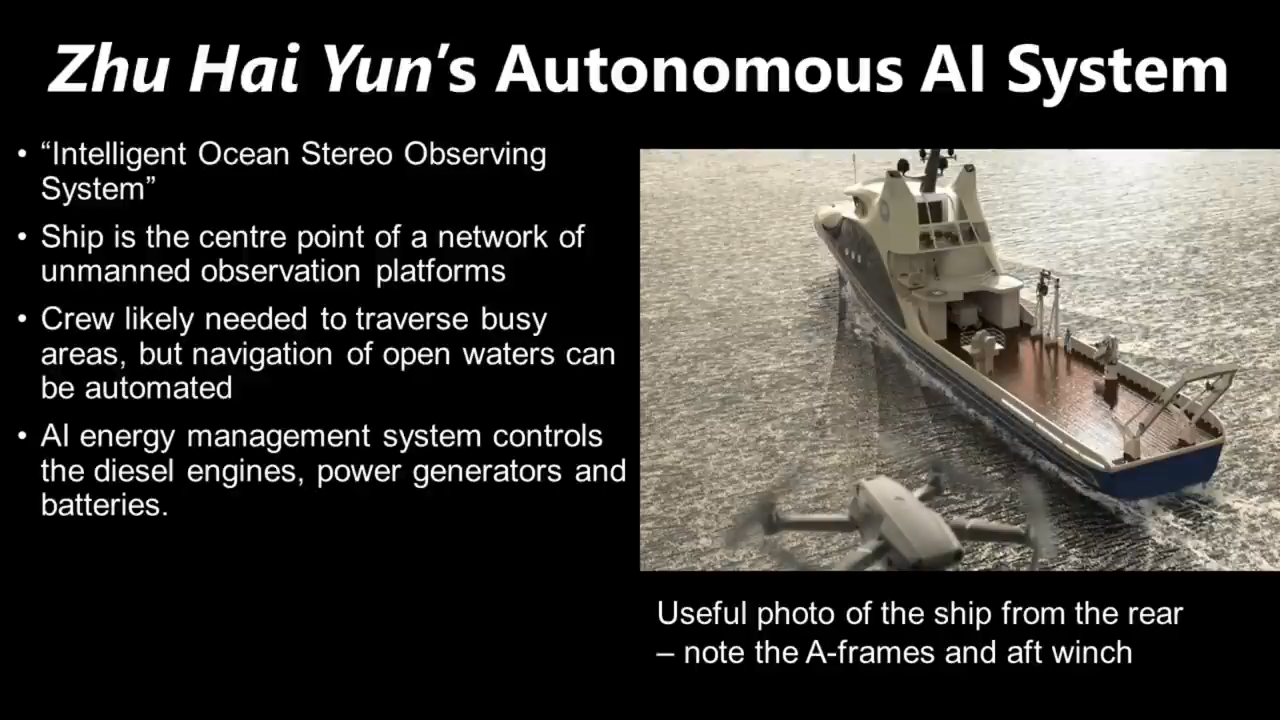 Zhu Hai Yun's Autonomous AI System
• “Intelligent Ocean Stereo Observing
System”
• Ship is the centre point of a network of
unmanned observation platforms
• Crew likely needed to traverse busy
areas, but navigation of open waters can
be automated
• AI energy management system controls
the diesel engines, power generators and
batteries.
Useful photo of the ship from the rear
– note the A-frames and aft winch